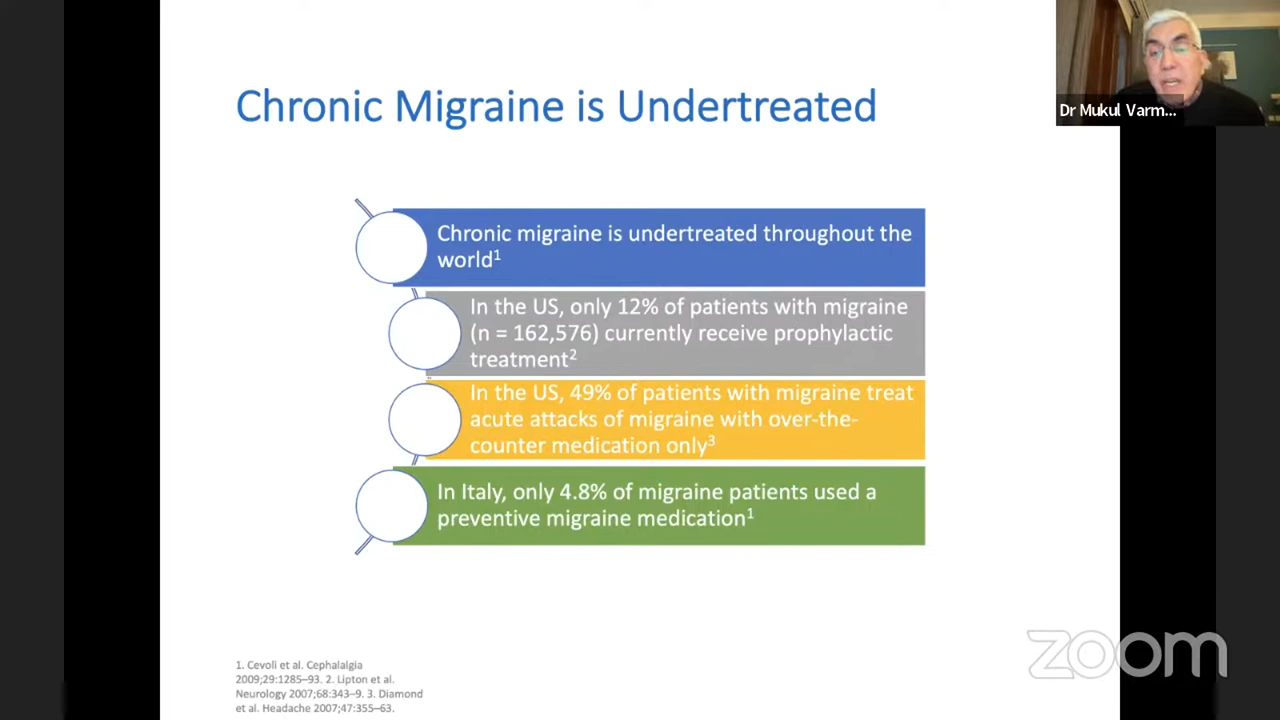 Chronic Migraine is Undertreated
Dr Mukul Varm...
Chronic migraine is undertreated throughout the
world1
In the US, only 12% of patients with migraine
(n = 162,576) currently receive prophylactic
treatment2
In the US, 49% of patients with migraine treat
acute attacks of migraine with over-the-
counter medication only3
In Italy, only 4.8% of migraine patients used a
preventive migraine medication1
1. Cevoli et al. Cephalalgia
2009;29:1285–93. 2. Lipton et al.
Neurology 2007;68:343–9. 3. Diamond
et al. Headache 2007;47:355–63.
zoom